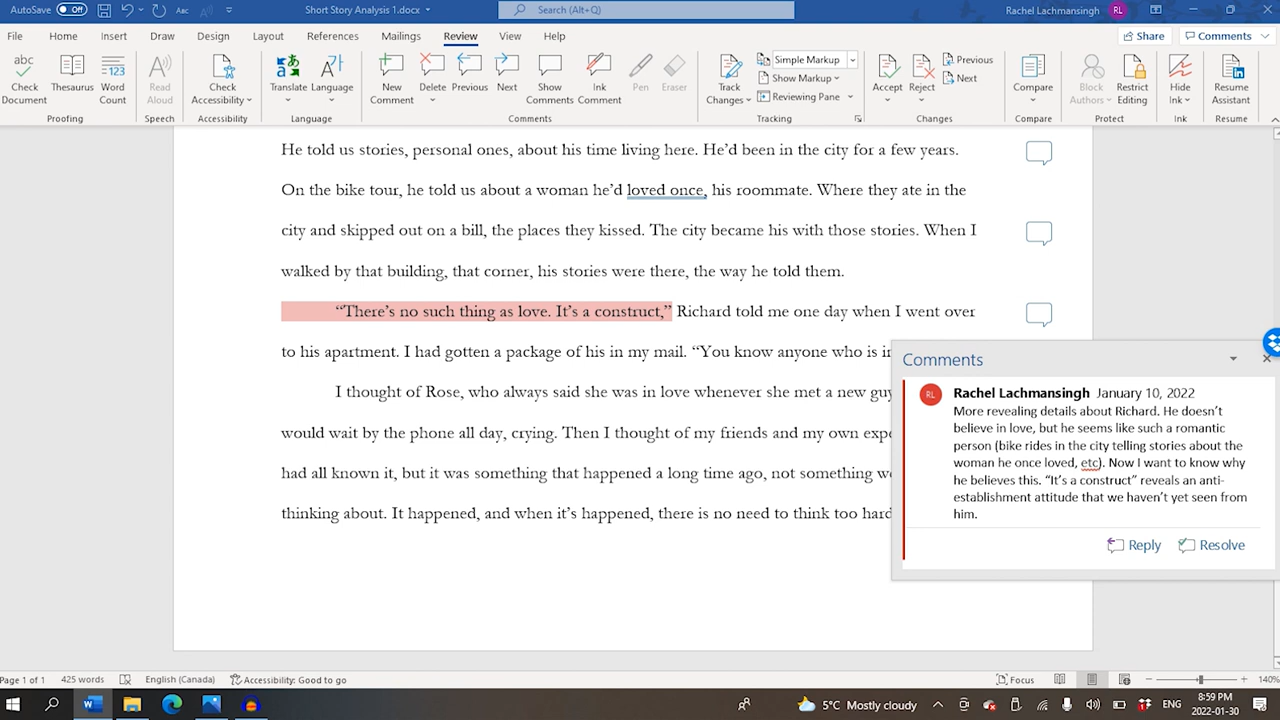 AutoSave Off Short Story Analysis 1.docx Search (Alt+Q) Rachel Lachmansingh RL
File Home Insert Draw Design Layout References Mailings Review View Help Share Comments
abc Check Document
Thesaurus
123 Word Count
Read Aloud
Check Accessibility
Translate
Language
New Comment
Delete
Previous
Next
Show Comments
Ink Comment
Pen
Eraser
Track Changes
Simple Markup
Show Markup
Reviewing Pane
Accept
Reject
Previous
Next
Compare
Block Authors
Restrict Editing
Hide Ink
Resume Assistant
Proofing Speech Accessibility Language Comments Tracking Changes Compare Protect Ink Resume
He told us stories, personal ones, about his time living here. He’d been in the city for a few years.
On the bike tour, he told us about a woman he’d loved once, his roommate. Where they ate in the
city and skipped out on a bill, the places they kissed. The city became his with those stories. When I
walked by that building, that corner, his stories were there, the way he told them.
“There’s no such thing as love. It’s a construct,” Richard told me one day when I went over
to his apartment. I had gotten a package of his in my mail. “You know anyone who is in
I thought of Rose, who always said she was in love whenever she met a new guy
would wait by the phone all day, crying. Then I thought of my friends and my own expe
had all known it, but it was something that happened a long time ago, not something we
thinking about. It happened, and when it’s happened, there is no need to think too hard
Comments
RL Rachel Lachmansingh January 10, 2022
More revealing details about Richard. He doesn’t
believe in love, but he seems like such a romantic
person (bike rides in the city telling stories about the
woman he once loved, etc). Now I want to know why
he believes this. “It’s a construct” reveals an anti-
establishment attitude that we haven’t yet seen from
him.
Reply Resolve
Page 1 of 1 425 words English (Canada) Accessibility: Good to go Focus 140%
5°C Mostly cloudy ENG 8:59 PM
2022-01-30